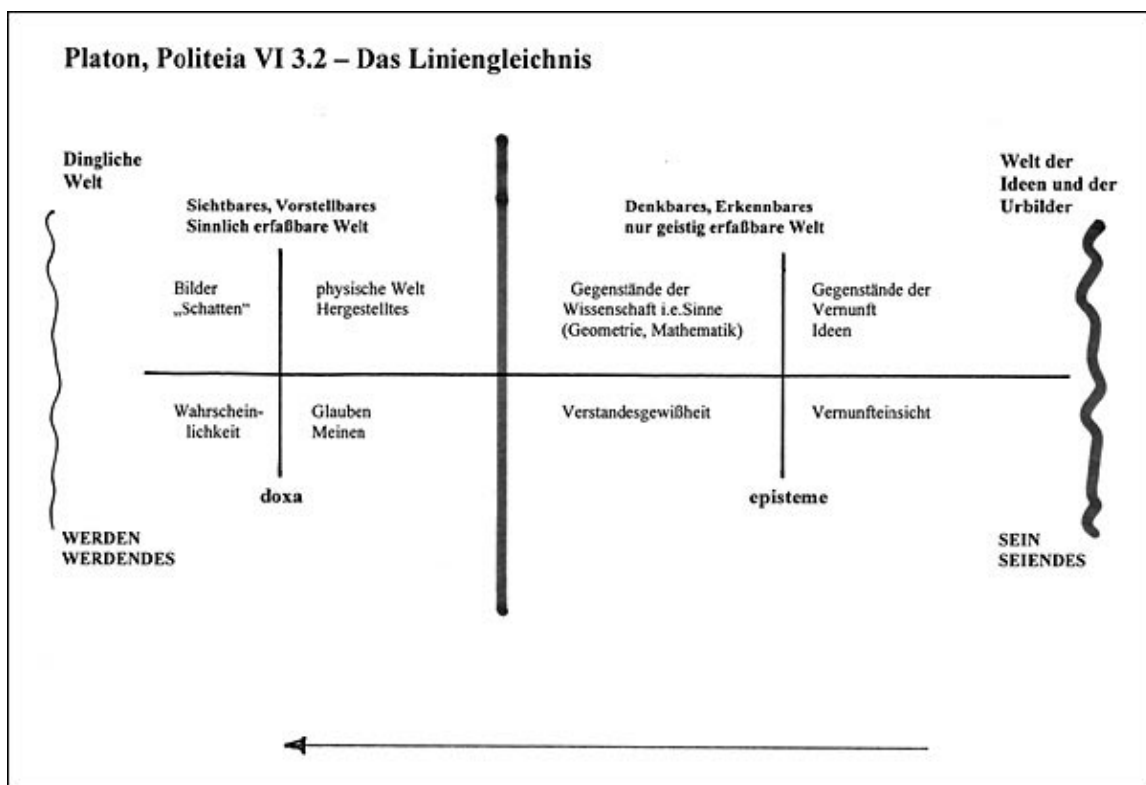 Platon, Politeia VI 3.2 – Das Liniengleichnis
Dingliche
Welt
Welt der
Ideen und der
Urbilder
Sichtbares, Vorstellbares
Sinnlich erfaßbare Welt
Denkbares, Erkennbares
nur geistig erfaßbare Welt
Bilder
„Schatten“
physische Welt
Hergestelltes
Gegenstände der
Wissenschaft i.e.Sinne
(Geometrie, Mathematik)
Gegenstände der
Vernunft
Ideen
Wahrschein-
lichkeit
Glauben
Meinen
Verstandesgewißheit
Vernunfteinsicht
doxa
episteme
WERDEN
WERDENDES
SEIN
SEIENDES